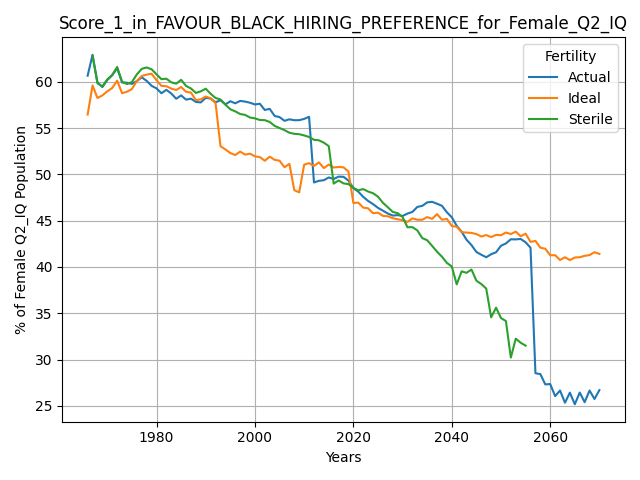 Score_1_in_FAVOUR_BLACK_HIRING_PREFERENCE_for_Female_Q2_IQ
Fertility
Actual
Ideal
Sterile
% of Female Q2_IQ Population
60
55
50
45
40
35
30
25
1980
2000
2020
2040
2060
Years